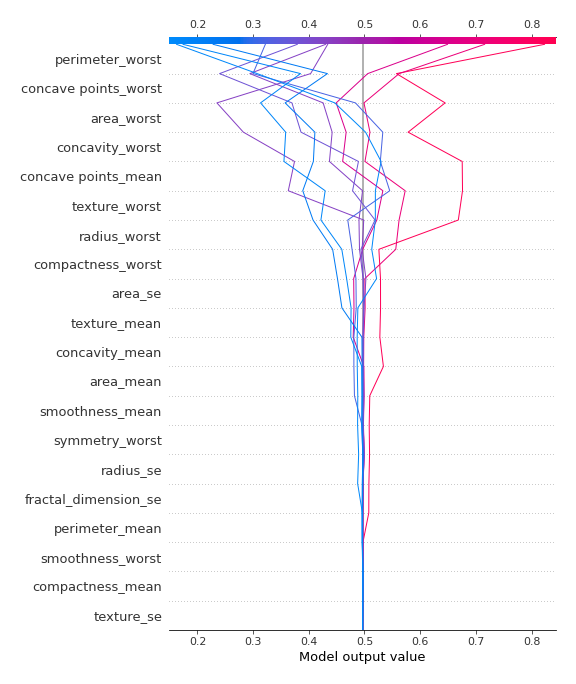 0.2 0.3 0.4 0.5 0.6 0.7 0.8
perimeter_worst
concave points_worst
area_worst
concavity_worst
concave points_mean
texture_worst
radius_worst
compactness_worst
area_se
texture_mean
concavity_mean
area_mean
smoothness_mean
symmetry_worst
radius_se
fractal_dimension_se
perimeter_mean
smoothness_worst
compactness_mean
texture_se
0.2 0.3 0.4 0.5 0.6 0.7 0.8
Model output value